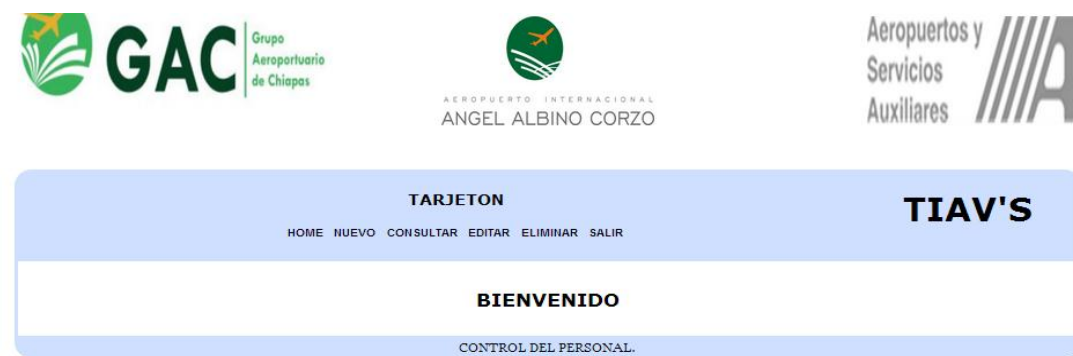 GAC
Grupo
Aeroportuario
de Chiapas
AEROPUERTO INTERNACIONAL
ANGEL ALBINO CORZO
Aeropuertos y
Servicios
Auxiliares
TARJETON
TIAV'S
HOME NUEVO CONSULTAR EDITAR ELIMINAR SALIR
BIENVENIDO
CONTROL DEL PERSONAL.